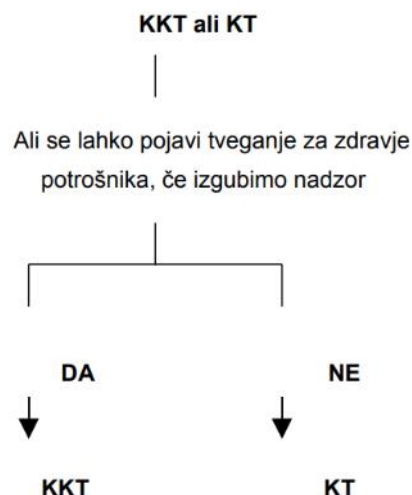 KKT ali KT
Ali se lahko pojavi tveganje za zdravje
potrošnika, če izgubimo nadzor
DA
NE
KKT
KT